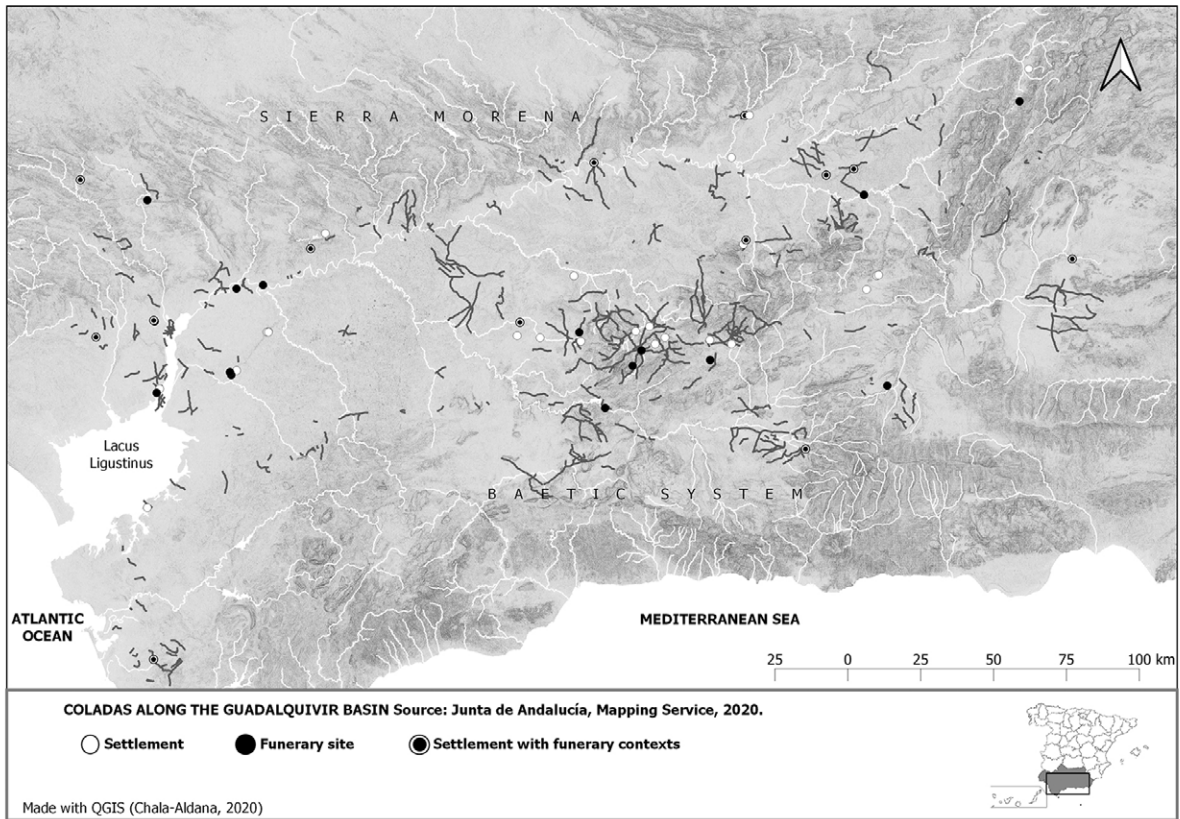 SIERRA MORENA
Lacus
Ligustinus
BAETIC SYSTEM
ATLANTIC
OCEAN
MEDITERRANEAN SEA
25 0 25 50 75 100 km
COLADAS ALONG THE GUADALQUIVIR BASIN Source: Junta de Andalucía, Mapping Service, 2020.
Settlement Funerary site Settlement with funerary contexts
Made with QGIS (Chala-Aldana, 2020)